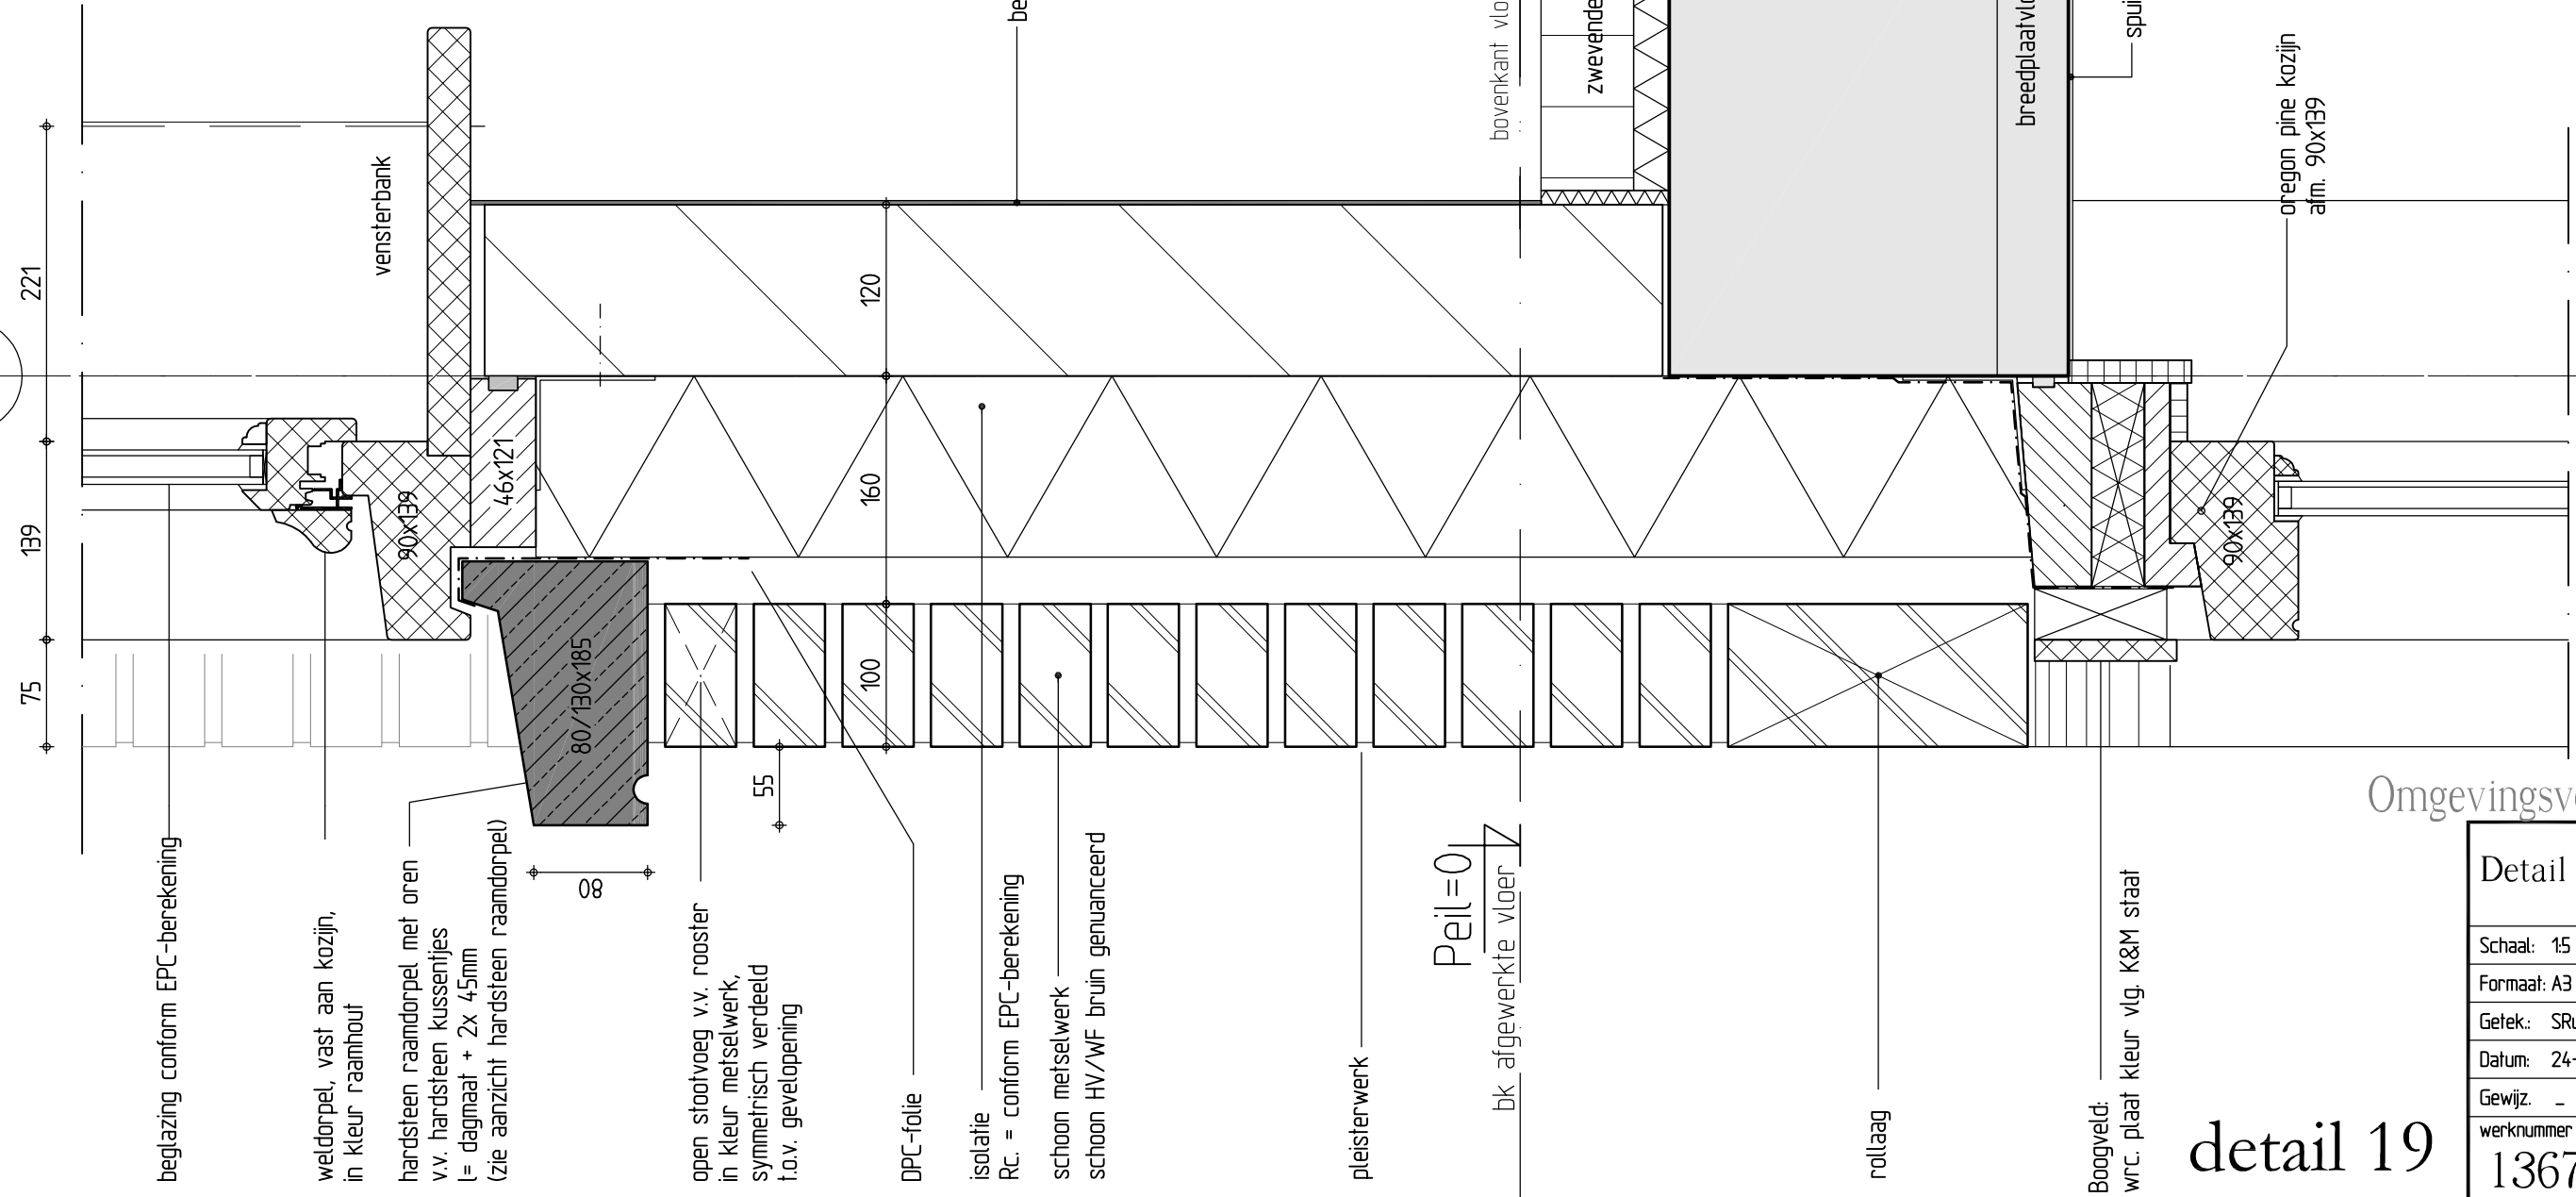 221
139
75
vensterbank
90x139
46x121
80/130x185
120
160
100
55
80
be
bovenkant vlo
zwevende
breedplaatvlo
spui
oregon pine kozijn
afm. 90x139
90x139
beglazing conform EPC-berekening
weldorpel, vast aan kozijn,
in kleur raamhout
hardsteen raamdorpel met oren
v.v. hardsteen kussentjes
l= dagmaat + 2x 45mm
(zie aanzicht hardsteen raamdorpel)
open stootvoeg v.v. rooster
in kleur metselwerk,
symmetrisch verdeeld
t.o.v. gevelopening
DPC-folie
isolatie
Rc. = conform EPC-berekening
schoon metselwerk
schoon HV/WF bruin genuanceerd
pleisterwerk
Peil=0
bk afgewerkte vloer
rollaag
Boogveld:
wrc. plaat kleur vlg. K&M staat
detail 19
Omgevingsv
Detail
Schaal: 1:5
Formaat: A3
Getek.: SRu
Datum: 24-
Gewijz. -
werknummer
1367